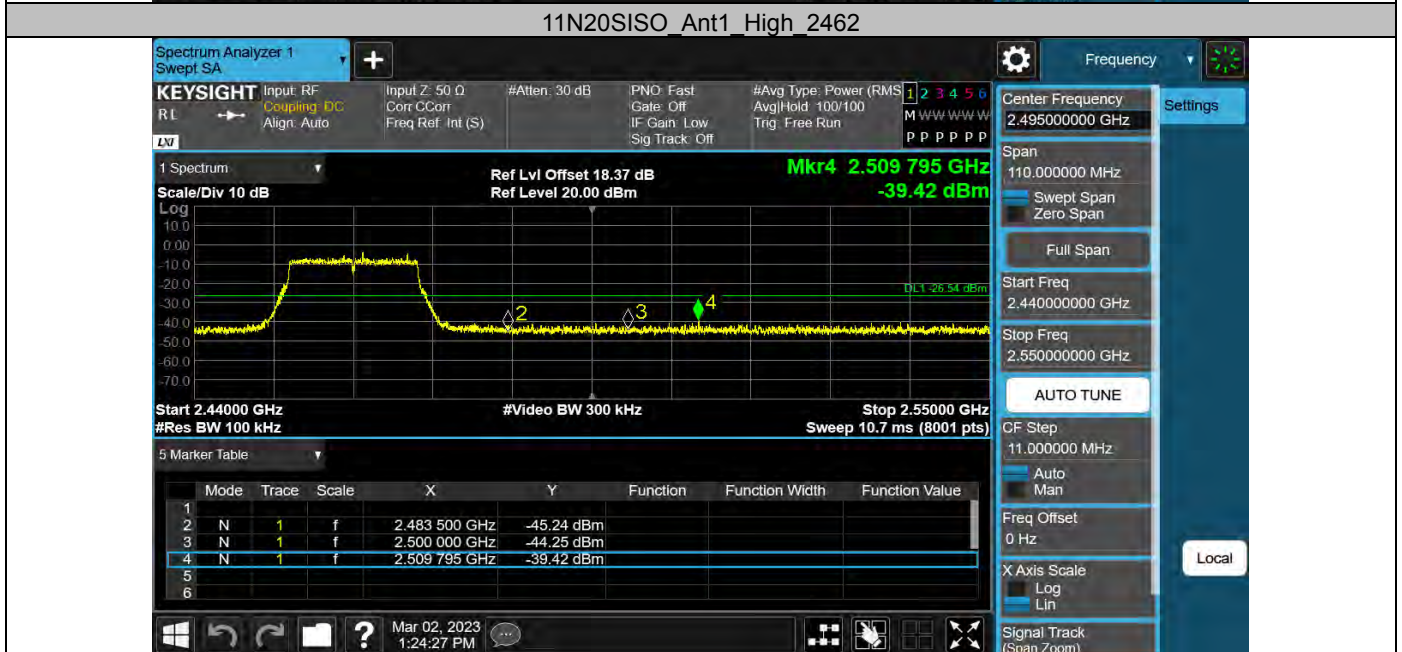 11N20SISO_Ant1_High_2462
Spectrum Analyzer 1
Swept SA
Frequency
KEYSIGHT
RL
LXI
Input: RF
Coupling: DC
Align: Auto
Input Z: 50 Ω
Corr CCorr
Freq Ref: Int (S)
#Atten: 30 dB
PNO: Fast
Gate: Off
IF Gain: Low
Sig Track: Off
#Avg Type: Power (RMS
Avg|Hold: 100/100
Trig: Free Run
1 2 3 4 5 6
M W W W W W
P P P P P P
Center Frequency
2.495000000 GHz
Settings
Span
110.000000 MHz
Swept Span
Zero Span
Full Span
Start Freq
2.440000000 GHz
Stop Freq
2.550000000 GHz
AUTO TUNE
CF Step
11.000000 MHz
Auto
Man
Freq Offset
0 Hz
X Axis Scale
Log
Lin
Signal Track
(Span Zoom)
Local
1 Spectrum
Scale/Div 10 dB
Ref Lvl Offset 18.37 dB
Ref Level 20.00 dBm
Mkr4 2.509 795 GHz
-39.42 dBm
Log
10.0
0.00
-10.0
-20.0
-30.0
-40.0
-50.0
-60.0
-70.0
DL1 -26.54 dBm
2
3
4
Start 2.44000 GHz
#Res BW 100 kHz
#Video BW 300 kHz
Stop 2.55000 GHz
Sweep 10.7 ms (8001 pts)
5 Marker Table
Mode Trace Scale X Y Function Function Width Function Value
1
2 N 1 f 2.483 500 GHz -45.24 dBm
3 N 1 f 2.500 000 GHz -44.25 dBm
4 N 1 f 2.509 795 GHz -39.42 dBm
5
6
Mar 02, 2023
1:24:27 PM